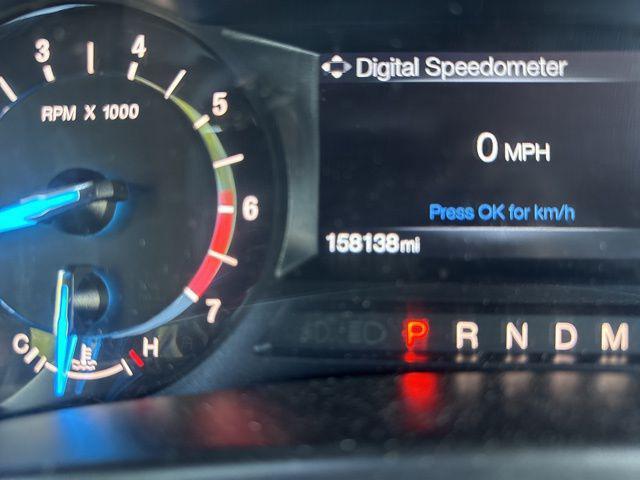 3
4
5
RPM X 1000
6
7
C
H
Digital Speedometer
0 MPH
Press OK for km/h
158138mi
P R N D M